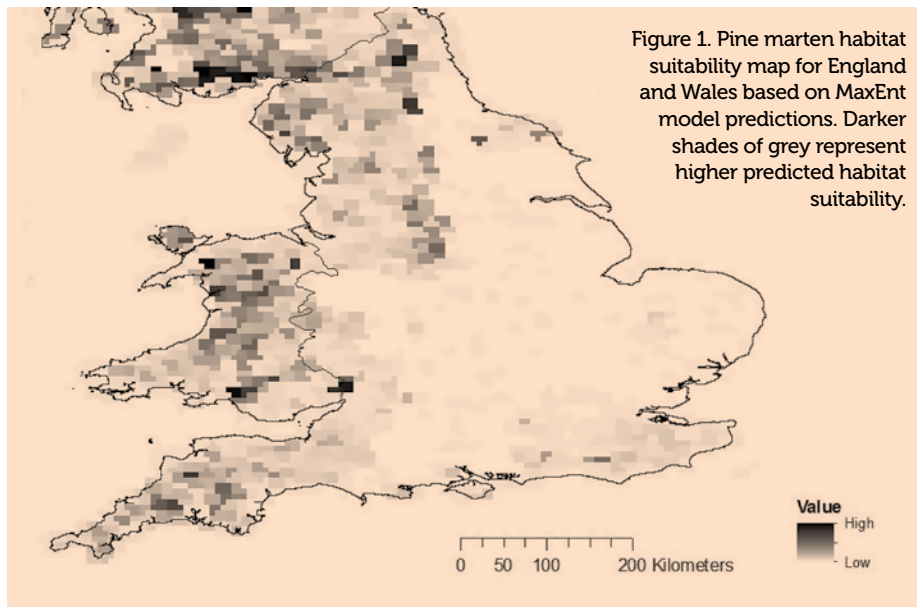 Figure 1. Pine marten habitat
suitability map for England
and Wales based on MaxEnt
model predictions. Darker
shades of grey represent
higher predicted habitat
suitability.
Value
High
Low
0 50 100 200 Kilometers